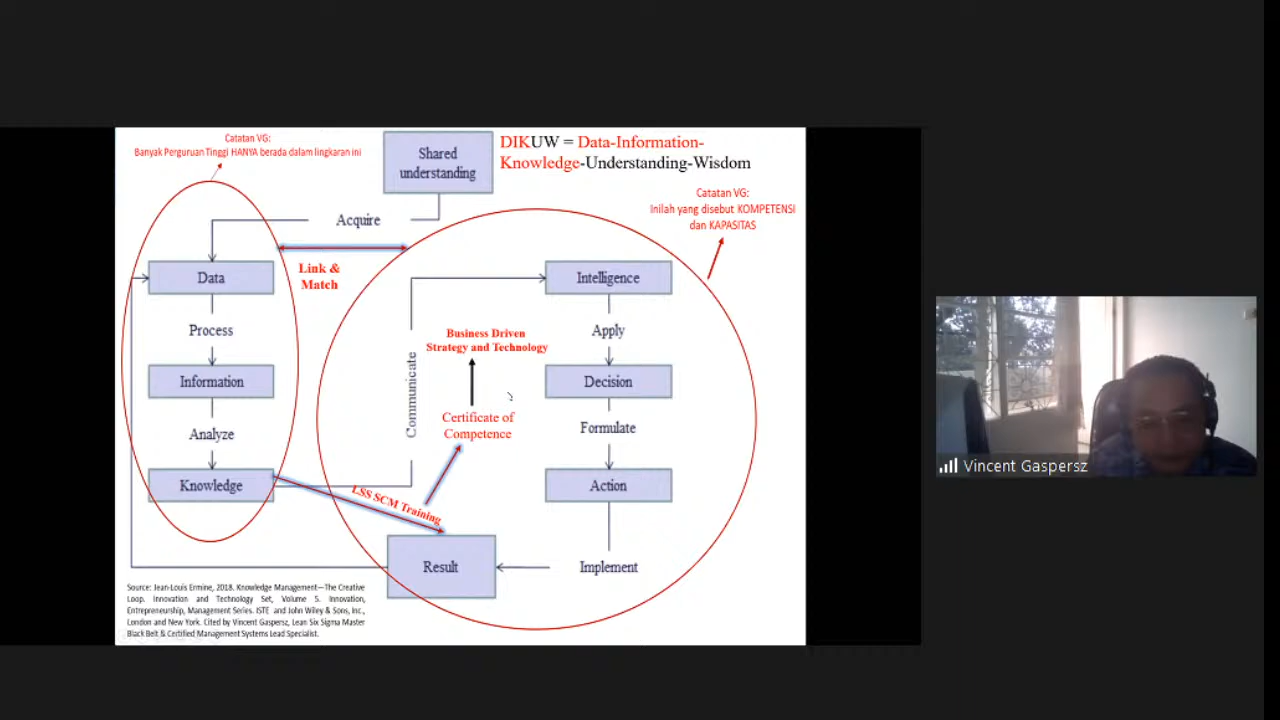 Catatan VG:
Banyak Perguruan Tinggi HANYA berada dalam lingkaran ini
Shared
understanding
DIKUW = Data-Information-
Knowledge-Understanding-Wisdom
Catatan VG:
Inilah yang disebut KOMPETENSI
dan KAPASITAS
Acquire
Link &
Match
Data
Process
Information
Analyze
Knowledge
Communicate
Business Driven
Strategy and Technology
Certificate of
Competence
LSS SCM Training
Intelligence
Apply
Decision
Formulate
Action
Implement
Result
Source: Jean-Louis Ermine, 2018. Knowledge Management—The Creative
Loop. Innovation and Technology Set, Volume 5. Innovation,
Entrepreneurship, Management Series. ISTE and John Wiley & Sons, Inc.,
London and New York. Cited by Vincent Gaspersz, Lean Six Sigma Master
Black Belt & Certified Management Systems Lead Specialist.
Vincent Gaspersz